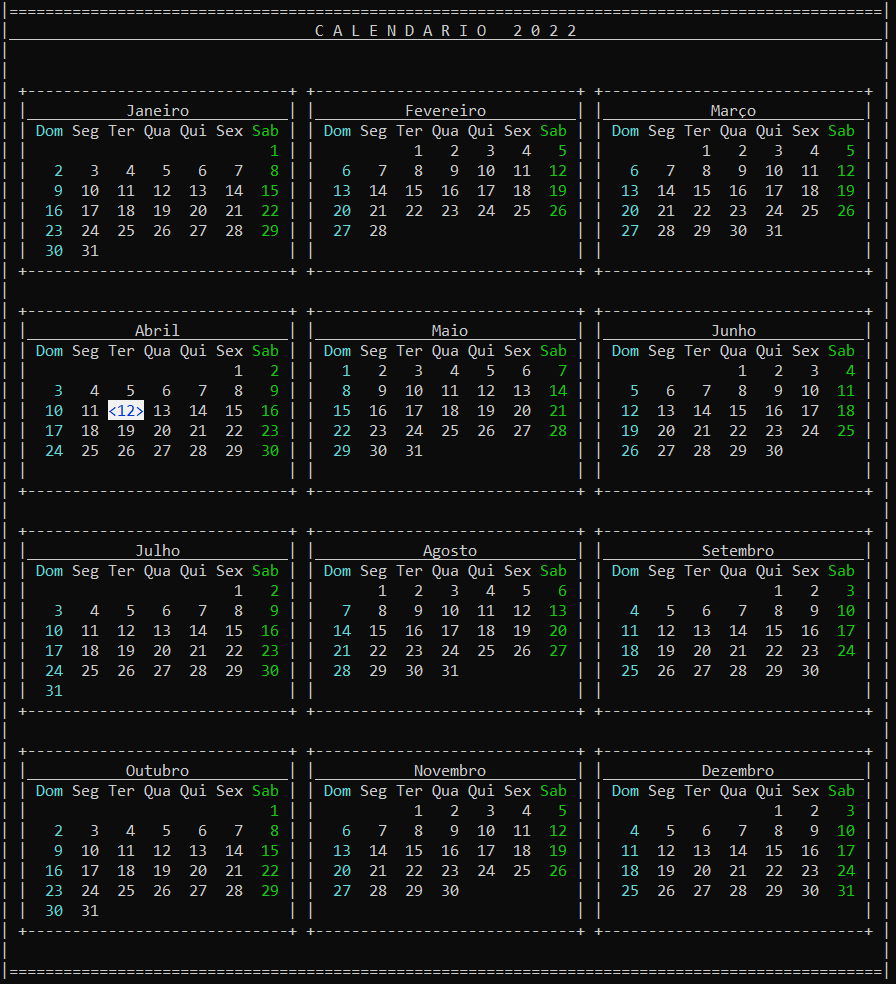 |=================================================================================================|
| C A L E N D A R I O   2 0 2 2 |
+-----------------------------+ +-----------------------------+ +-----------------------------+
| Janeiro | | Fevereiro | | Março |
| Dom Seg Ter Qua Qui Sex Sab | | Dom Seg Ter Qua Qui Sex Sab | | Dom Seg Ter Qua Qui Sex Sab |
|                           1 | |           1   2   3   4   5 | |           1   2   3   4   5 |
|   2   3   4   5   6   7   8 | |   6   7   8   9  10  11  12 | |   6   7   8   9  10  11  12 |
|   9  10  11  12  13  14  15 | |  13  14  15  16  17  18  19 | |  13  14  15  16  17  18  19 |
|  16  17  18  19  20  21  22 | |  20  21  22  23  24  25  26 | |  20  21  22  23  24  25  26 |
|  23  24  25  26  27  28  29 | |  27  28                     | |  27  28  29  30  31         |
|  30  31                     | |                             | |                             |
+-----------------------------+ +-----------------------------+ +-----------------------------+
+-----------------------------+ +-----------------------------+ +-----------------------------+
| Abril | | Maio | | Junho |
| Dom Seg Ter Qua Qui Sex Sab | | Dom Seg Ter Qua Qui Sex Sab | | Dom Seg Ter Qua Qui Sex Sab |
|                       1   2 | |   1   2   3   4   5   6   7 | |               1   2   3   4 |
|   3   4   5   6   7   8   9 | |   8   9  10  11  12  13  14 | |   5   6   7   8   9  10  11 |
|  10  11 <12> 13  14  15  16 | |  15  16  17  18  19  20  21 | |  12  13  14  15  16  17  18 |
|  17  18  19  20  21  22  23 | |  22  23  24  25  26  27  28 | |  19  20  21  22  23  24  25 |
|  24  25  26  27  28  29  30 | |  29  30  31                 | |  26  27  28  29  30         |
|                             | |                             | |                             |
+-----------------------------+ +-----------------------------+ +-----------------------------+
+-----------------------------+ +-----------------------------+ +-----------------------------+
| Julho | | Agosto | | Setembro |
| Dom Seg Ter Qua Qui Sex Sab | | Dom Seg Ter Qua Qui Sex Sab | | Dom Seg Ter Qua Qui Sex Sab |
|                       1   2 | |       1   2   3   4   5   6 | |                   1   2   3 |
|   3   4   5   6   7   8   9 | |   7   8   9  10  11  12  13 | |   4   5   6   7   8   9  10 |
|  10  11  12  13  14  15  16 | |  14  15  16  17  18  19  20 | |  11  12  13  14  15  16  17 |
|  17  18  19  20  21  22  23 | |  21  22  23  24  25  26  27 | |  18  19  20  21  22  23  24 |
|  24  25  26  27  28  29  30 | |  28  29  30  31             | |  25  26  27  28  29  30     |
|  31                         | |                             | |                             |
+-----------------------------+ +-----------------------------+ +-----------------------------+
+-----------------------------+ +-----------------------------+ +-----------------------------+
| Outubro | | Novembro | | Dezembro |
| Dom Seg Ter Qua Qui Sex Sab | | Dom Seg Ter Qua Qui Sex Sab | | Dom Seg Ter Qua Qui Sex Sab |
|                           1 | |           1   2   3   4   5 | |                   1   2   3 |
|   2   3   4   5   6   7   8 | |   6   7   8   9  10  11  12 | |   4   5   6   7   8   9  10 |
|   9  10  11  12  13  14  15 | |  13  14  15  16  17  18  19 | |  11  12  13  14  15  16  17 |
|  16  17  18  19  20  21  22 | |  20  21  22  23  24  25  26 | |  18  19  20  21  22  23  24 |
|  23  24  25  26  27  28  29 | |  27  28  29  30             | |  25  26  27  28  29  30  31 |
|  30  31                     | |                             | |                             |
+-----------------------------+ +-----------------------------+ +-----------------------------+
|=================================================================================================|